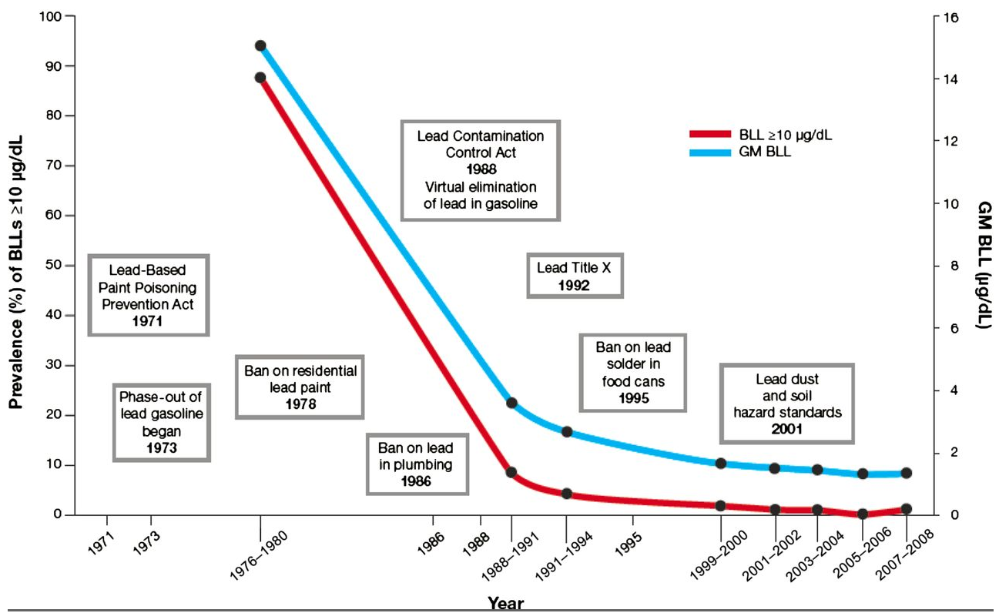 100
90
80
70
60
50
40
30
20
10
0
Prevalence (%) of BLLs ≥10 µg/dL
16
14
12
10
8
6
4
2
0
GM BLL (µg/dL)
BLL ≥10 µg/dL
GM BLL
Lead Contamination
Control Act
1988
Virtual elimination
of lead in gasoline
Lead-Based
Paint Poisoning
Prevention Act
1971
Lead Title X
1992
Ban on residential
lead paint
1978
Ban on lead
solder in
food cans
1995
Lead dust
and soil
hazard standards
2001
Phase-out of
lead gasoline
began
1973
Ban on lead
in plumbing
1986
1971
1973
1976–1980
1986
1988
1988–1991
1991–1994
1995
1999–2000
2001–2002
2003–2004
2005–2006
2007–2008
Year